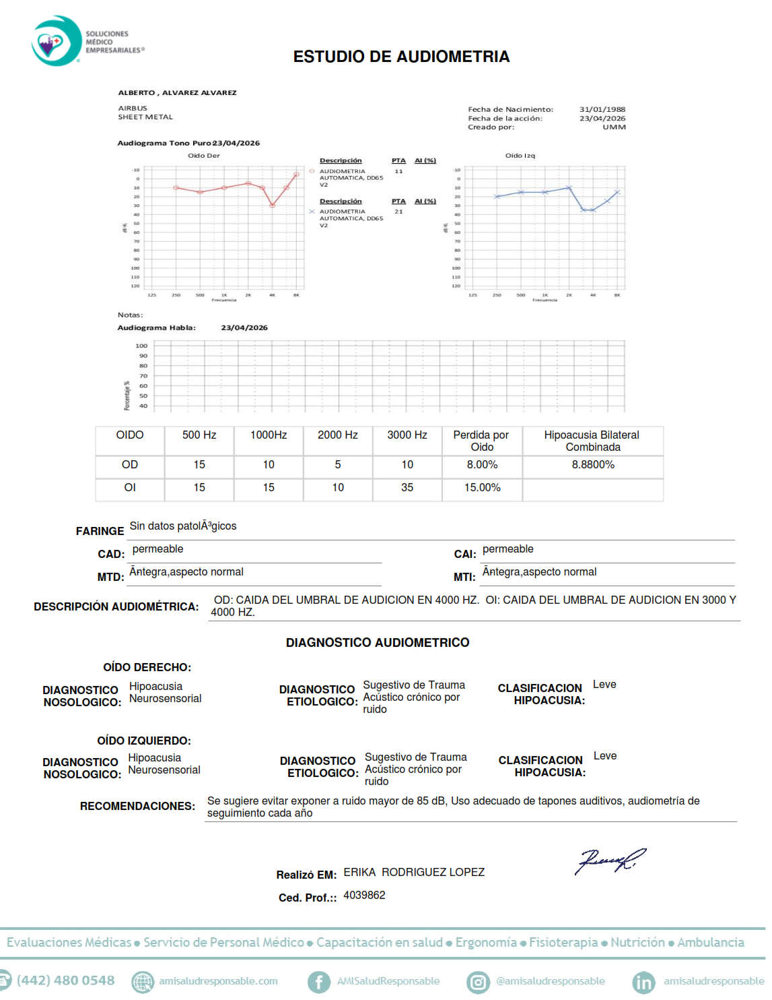 SOLUCIONES
MÉDICO
EMPRESARIALES®
ESTUDIO DE AUDIOMETRIA
ALBERTO , ALVAREZ ALVAREZ
AIRBUS
SHEET METAL
Fecha de Nacimiento: 31/01/1988
Fecha de la acción: 23/04/2026
Creado por: UMM
Audiograma Tono Puro 23/04/2026
Oído Der
Descripción PTA AI (%)
AUDIOMETRIA AUTOMATICA, DD65 V2 11
Descripción PTA AI (%)
AUDIOMETRIA AUTOMATICA, DD65 V2 21
Oído Izq
-10
0
10
20
30
40
50
60
70
80
90
100
110
120
dB HL
125 250 500 1K 2K 4K 8K
Frecuencia
-10
0
10
20
30
40
50
60
70
80
90
100
110
120
dB HL
125 250 500 1K 2K 4K 8K
Frecuencia
Notas:
Audiograma Habla: 23/04/2026
100
90
80
70
60
50
40
Porcentaje %
OIDO 500 Hz 1000Hz 2000 Hz 3000 Hz Perdida por Oido Hipoacusia Bilateral Combinada
OD 15 10 5 10 8.00% 8.8800%
OI 15 15 10 35 15.00%
FARINGE Sin datos patolÃ³gicos
CAD: permeable CAI: permeable
MTD: Ãntegra,aspecto normal MTI: Ãntegra,aspecto normal
DESCRIPCIÓN AUDIOMÉTRICA: OD: CAIDA DEL UMBRAL DE AUDICION EN 4000 HZ. OI: CAIDA DEL UMBRAL DE AUDICION EN 3000 Y
4000 HZ.
DIAGNOSTICO AUDIOMETRICO
OÍDO DERECHO:
DIAGNOSTICO NOSOLOGICO: Hipoacusia Neurosensorial
DIAGNOSTICO ETIOLOGICO: Sugestivo de Trauma Acústico crónico por ruido
CLASIFICACION HIPOACUSIA: Leve
OÍDO IZQUIERDO:
DIAGNOSTICO NOSOLOGICO: Hipoacusia Neurosensorial
DIAGNOSTICO ETIOLOGICO: Sugestivo de Trauma Acústico crónico por ruido
CLASIFICACION HIPOACUSIA: Leve
RECOMENDACIONES: Se sugiere evitar exponer a ruido mayor de 85 dB, Uso adecuado de tapones auditivos, audiometría de
seguimiento cada año
Realizó EM: ERIKA RODRIGUEZ LOPEZ
Ced. Prof.:: 4039862
Evaluaciones Médicas • Servicio de Personal Médico • Capacitación en salud • Ergonomía • Fisioterapia • Nutrición • Ambulancia
(442) 480 0548 amisaludresponsable.com AMISaludResponsable @amisaludresponsable amisaludresponsable